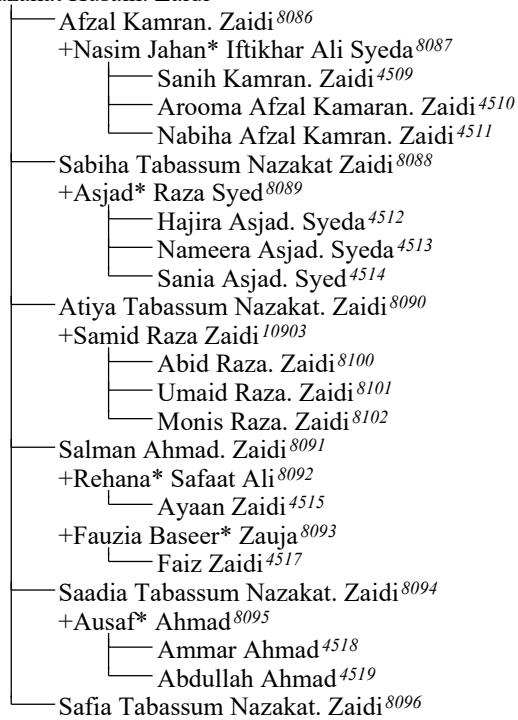 Afzal Kamran. Zaidi 8086
+Nasim Jahan* Iftikhar Ali Syeda 8087
Sanih Kamran. Zaidi 4509
Arooma Afzal Kamaran. Zaidi 4510
Nabiha Afzal Kamran. Zaidi 4511
Sabiha Tabassum Nazakat Zaidi 8088
+Asjad* Raza Syed 8089
Hajira Asjad. Syeda 4512
Nameera Asjad. Syeda 4513
Sania Asjad. Syed 4514
Atiya Tabassum Nazakat. Zaidi 8090
+Samid Raza Zaidi 10903
Abid Raza. Zaidi 8100
Umaid Raza. Zaidi 8101
Monis Raza. Zaidi 8102
Salman Ahmad. Zaidi 8091
+Rehana* Safaat Ali 8092
Ayaan Zaidi 4515
+Fauzia Baseer* Zauja 8093
Faiz Zaidi 4517
Saadia Tabassum Nazakat. Zaidi 8094
+Ausaf* Ahmad 8095
Ammar Ahmad 4518
Abdullah Ahmad 4519
Safia Tabassum Nazakat. Zaidi 8096